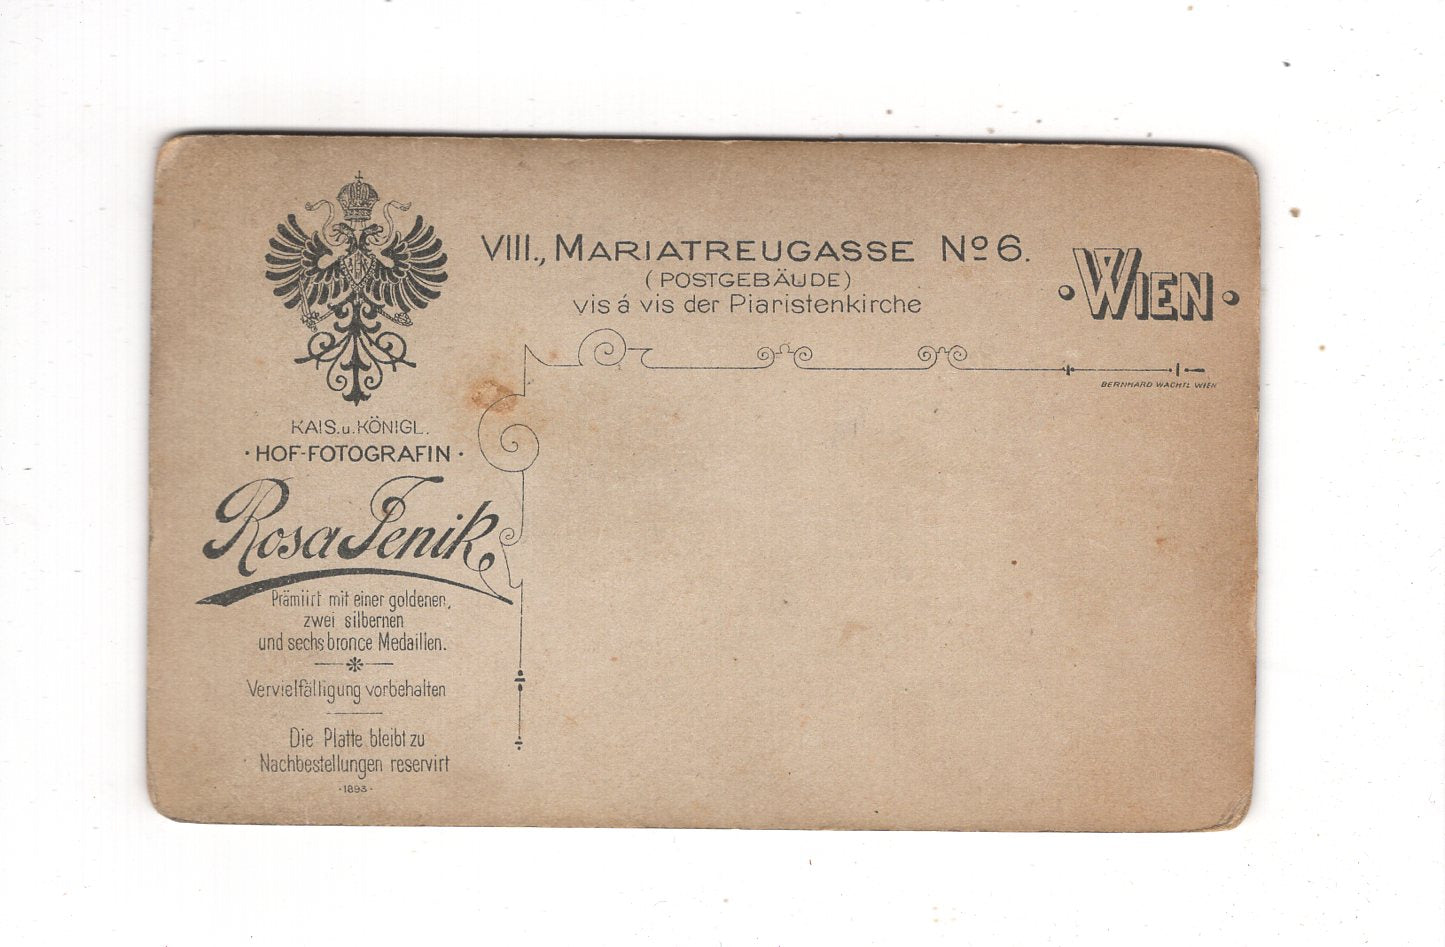 VIII., MARIATREUGASSE No 6.
(POSTGEBÄUDE)
vis á vis der Piaristenkirche
WIEN
BERNHARD WACHTL WIEN
KAIS. u. KÖNIGL.
· HOF-FOTOGRAFIN ·
Rosa Jenik
Prämiirt mit einer goldenen,
zwei silbernen
und sechs bronce Medaillen.
Vervielfältigung vorbehalten
Die Platte bleibt zu
Nachbestellungen reservirt
·1893·